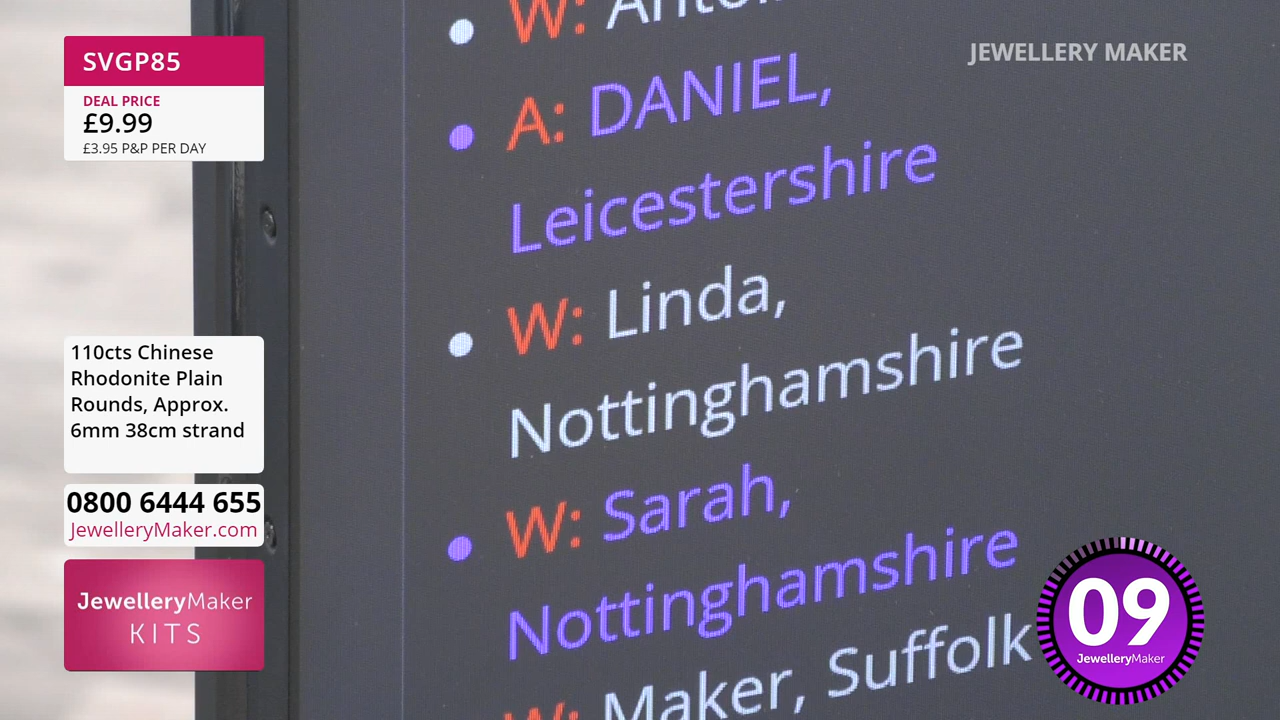 SVGP85
DEAL PRICE
£9.99
£3.95 P&P PER DAY
110cts Chinese
Rhodonite Plain
Rounds, Approx.
6mm 38cm strand
0800 6444 655
JewelleryMaker.com
JewelleryMaker
KITS
JEWELLERY MAKER
W:
A: DANIEL,
Leicestershire
W: Linda,
Nottinghamshire
W: Sarah,
Nottinghamshire
W: Maker, Suffolk
09
JewelleryMaker